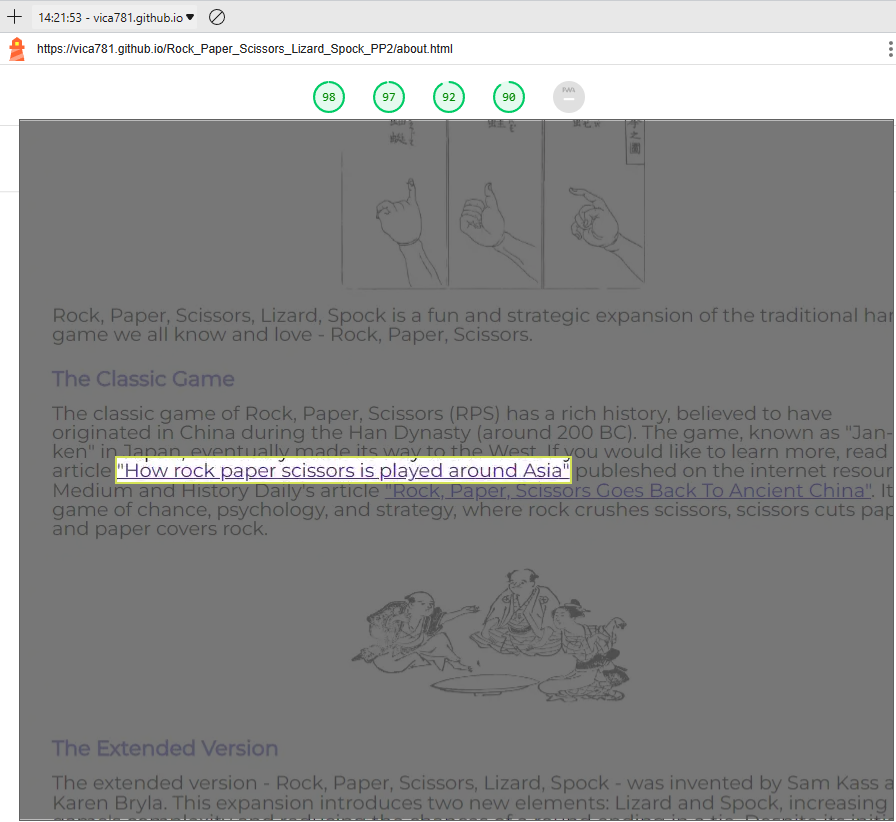 14:21:53 - vica781.github.io
https://vica781.github.io/Rock_Paper_Scissors_Lizard_Spock_PP2/about.html
98 97 92 90
Rock, Paper, Scissors, Lizard, Spock is a fun and strategic expansion of the traditional
game we all know and love - Rock, Paper, Scissors.
The Classic Game
The classic game of Rock, Paper, Scissors (RPS) has a rich history, believed to have
originated in China during the Han Dynasty (around 200 BC). The game, known as "Jan-
ken" in Japan, eventually made its way to the West. If you would like to learn more, read
article "How rock paper scissors is played around Asia" publeshed on the internet
Medium and History Daily's article "Rock, Paper, Scissors Goes Back To Ancient China". It
game of chance, psychology, and strategy, where rock crushes scissors, scissors cuts
and paper covers rock.
The Extended Version
The extended version - Rock, Paper, Scissors, Lizard, Spock - was invented by Sam Kass
Karen Bryla. This expansion introduces two new elements: Lizard and Spock, increasing